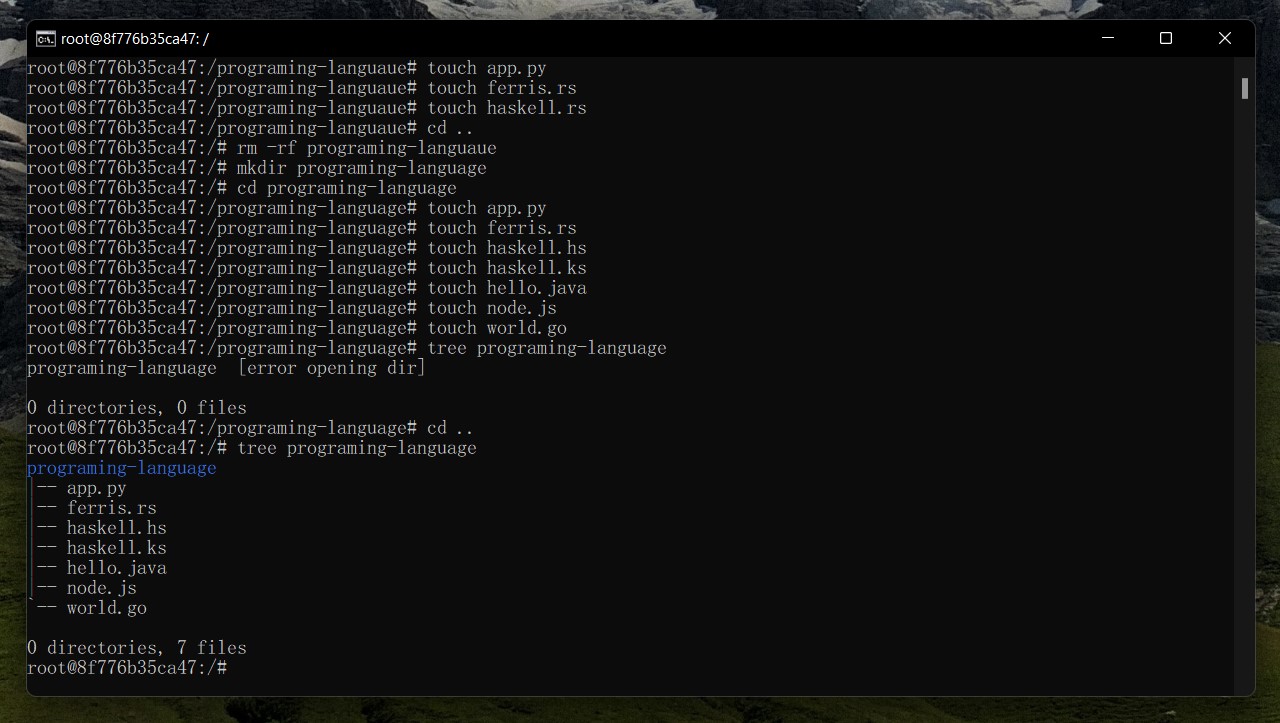 root@8f776b35ca47: /
root@8f776b35ca47:/programing-languaue# touch app.py
root@8f776b35ca47:/programing-languaue# touch ferris.rs
root@8f776b35ca47:/programing-languaue# touch haskell.rs
root@8f776b35ca47:/programing-languaue# cd ..
root@8f776b35ca47:/# rm -rf programing-languaue
root@8f776b35ca47:/# mkdir programing-language
root@8f776b35ca47:/# cd programing-language
root@8f776b35ca47:/programing-language# touch app.py
root@8f776b35ca47:/programing-language# touch ferris.rs
root@8f776b35ca47:/programing-language# touch haskell.hs
root@8f776b35ca47:/programing-language# touch haskell.ks
root@8f776b35ca47:/programing-language# touch hello.java
root@8f776b35ca47:/programing-language# touch node.js
root@8f776b35ca47:/programing-language# touch world.go
root@8f776b35ca47:/programing-language# tree programing-language
programing-language  [error opening dir]
0 directories, 0 files
root@8f776b35ca47:/programing-language# cd ..
root@8f776b35ca47:/# tree programing-language
programing-language
|-- app.py
|-- ferris.rs
|-- haskell.hs
|-- haskell.ks
|-- hello.java
|-- node.js
`-- world.go
0 directories, 7 files
root@8f776b35ca47:/#